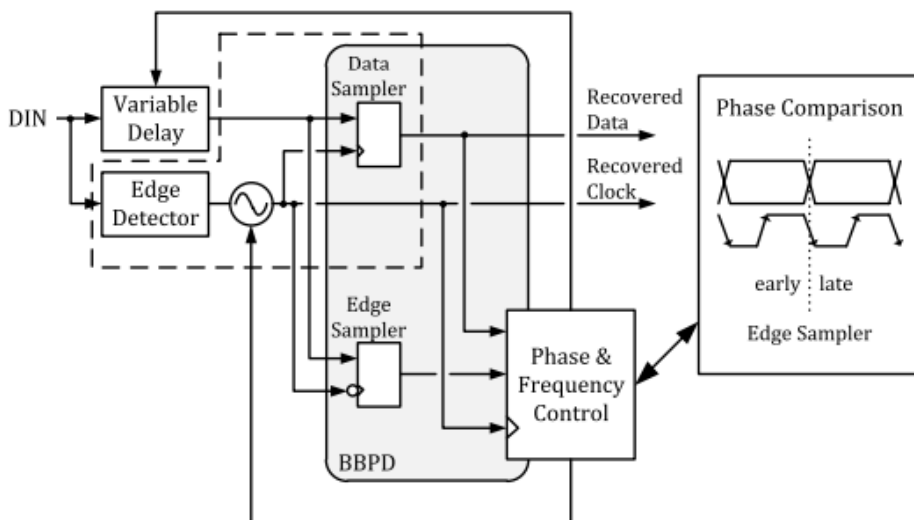 DIN
Variable
Delay
Edge
Detector
Data
Sampler
Edge
Sampler
BBPD
Recovered
Data
Recovered
Clock
Phase &
Frequency
Control
Phase Comparison
early
late
Edge Sampler